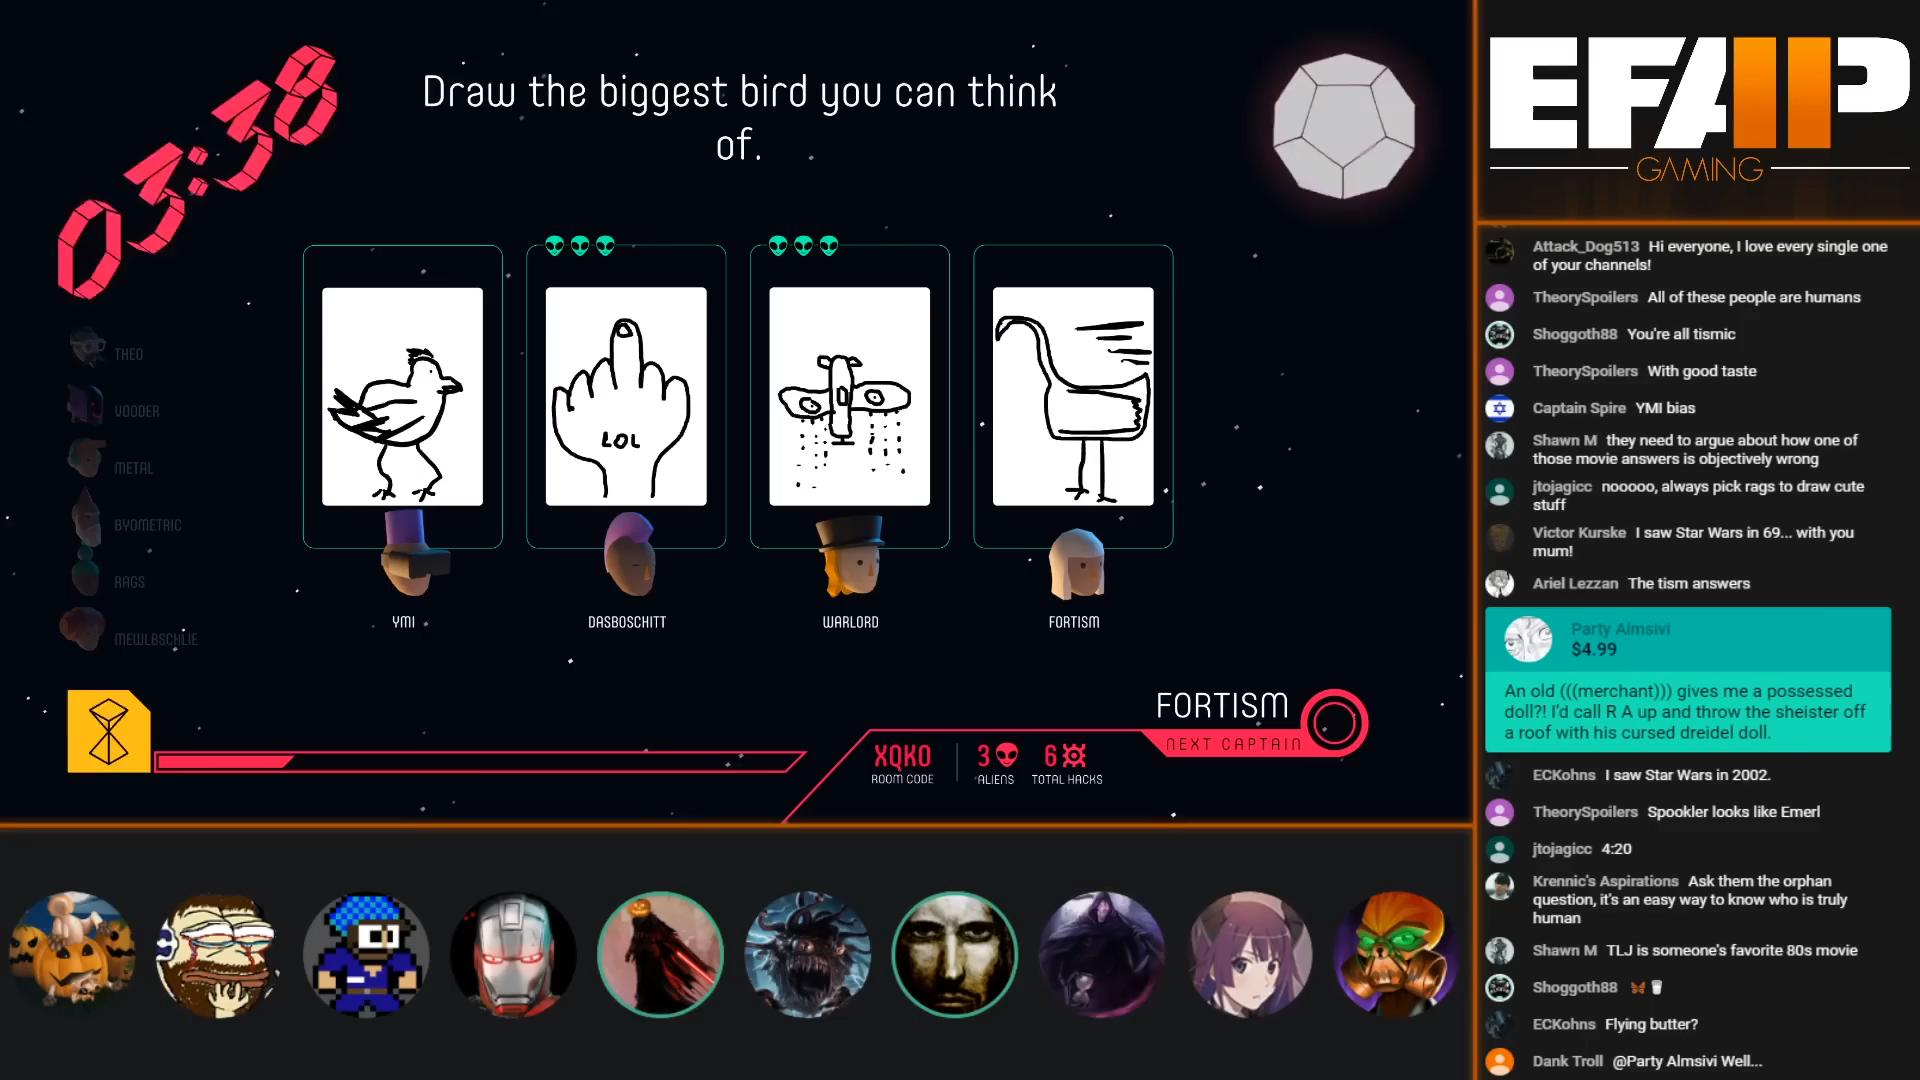 03:38
Draw the biggest bird you can think
of.
THEO
VOODER
METAL
BYOMETRIC
RAGS
MEWLBSCHLIE
LOL
YMI
DASBOSCHITT
WARLORD
FORTISM
FORTISM
NEXT CAPTAIN
XQKO
ROOM CODE
3
ALIENS
6
TOTAL HACKS
EFAP
GAMING
Attack_Dog513 Hi everyone, I love every single one
of your channels!
TheorySpoilers All of these people are humans
Shoggoth88 You're all tismic
TheorySpoilers With good taste
Captain Spire YMI bias
Shawn M they need to argue about how one of
those movie answers is objectively wrong
jtojagicc nooooo, always pick rags to draw cute
stuff
Victor Kurske I saw Star Wars in 69... with you
mum!
Ariel Lezzan The tism answers
Party Almsivi
$4.99
An old (((merchant))) gives me a possessed
doll?! I'd call R A up and throw the sheister off
a roof with his cursed dreidel doll.
ECKohns I saw Star Wars in 2002.
TheorySpoilers Spookler looks like Emerl
jtojagicc 4:20
Krennic's Aspirations Ask them the orphan
question, it's an easy way to know who is truly
human
Shawn M TLJ is someone's favorite 80s movie
Shoggoth88
ECKohns Flying butter?
Dank Troll @Party Almsivi Well...